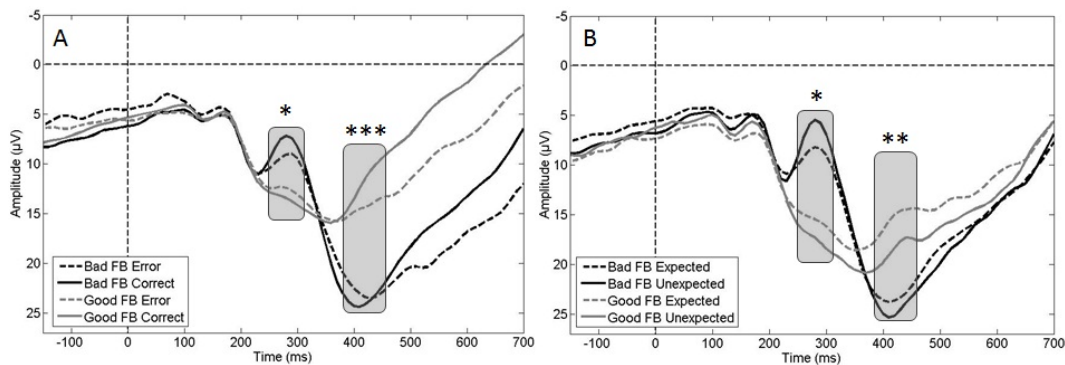 A
*
***
Amplitude (µV)
-5
0
5
10
15
20
25
Bad FB Error
Bad FB Correct
Good FB Error
Good FB Correct
-100 0 100 200 300 400 500 600 700
Time (ms)
B
*
**
Amplitude (µV)
-5
0
5
10
15
20
25
Bad FB Expected
Bad FB Unexpected
Good FB Expected
Good FB Unexpected
-100 0 100 200 300 400 500 600 700
Time (ms)